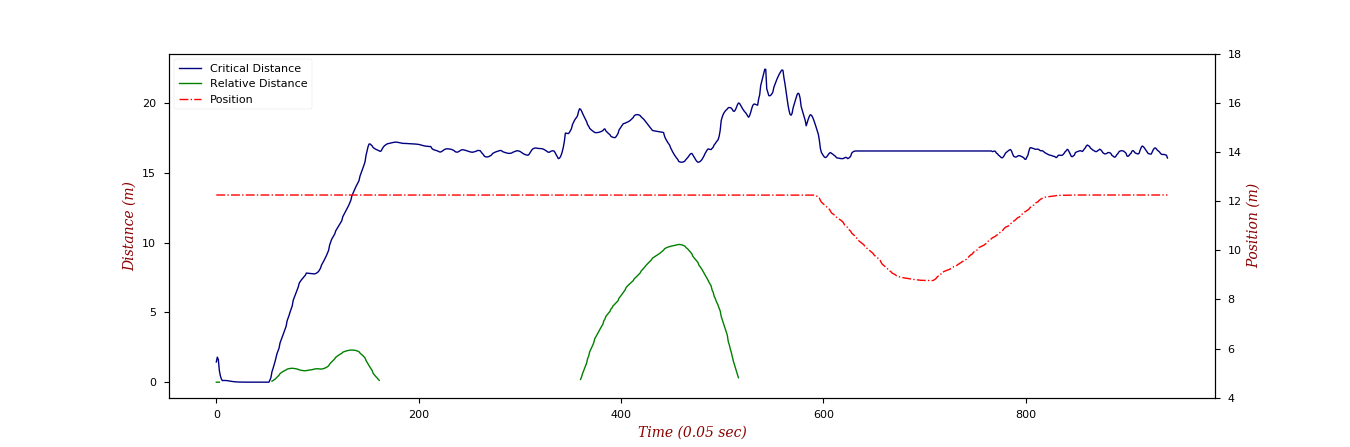 Critical Distance
Relative Distance
Position
Distance (m)
20
15
10
5
0
18
16
14
12
10
8
6
4
Position (m)
0 200 400 600 800
Time (0.05 sec)